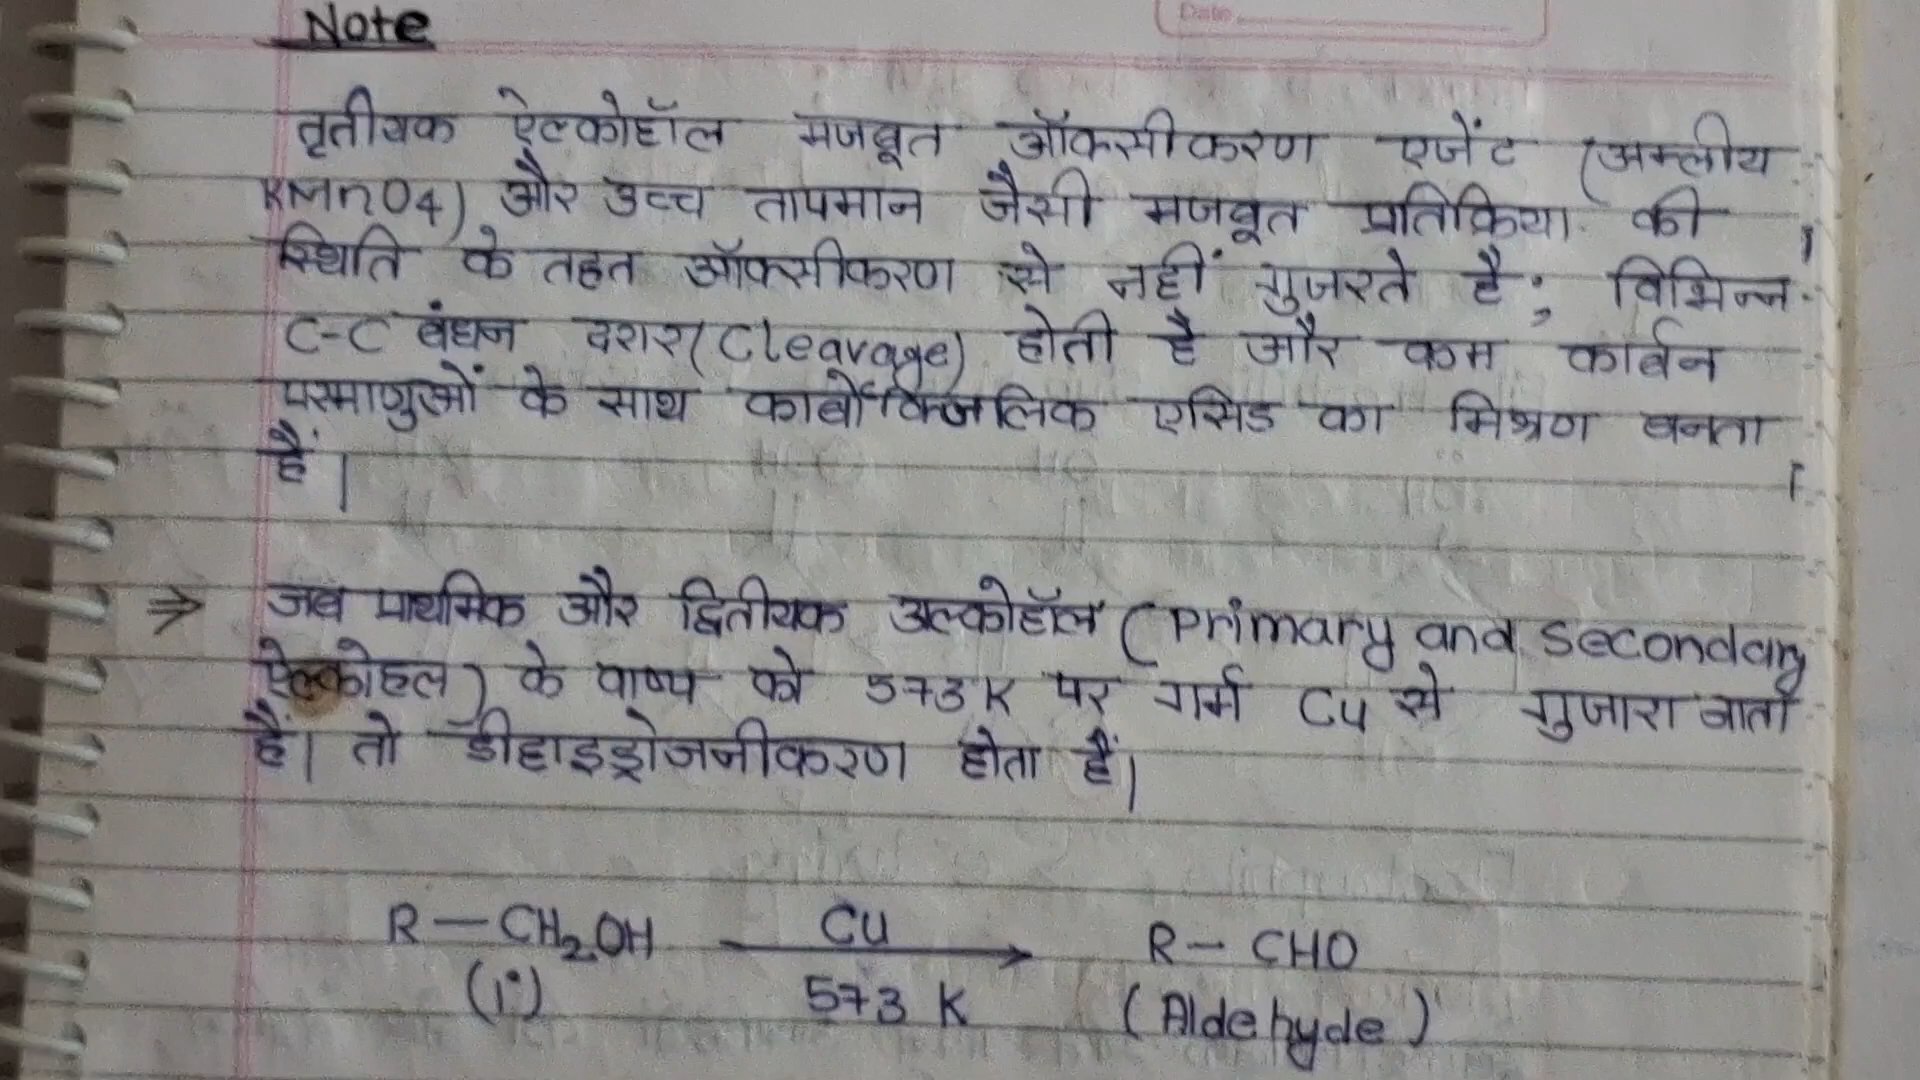 Date
Note
तृतीयक ऐल्कोहॉल मजबूत ऑक्सीकरण एजेंट (अम्लीय
KMnO4) और उच्च तापमान जैसी मजबूत प्रतिक्रिया की
स्थिति के तहत ऑक्सीकरण से नहीं गुजरते है; विभिन्न
C-C बंधन दरार (Cleavage) होती है और कम कार्बन
परमाणुओं के साथ कार्बोक्जिलिक एसिड का मिश्रण बनता
हैं।
⇒ जब प्राथमिक और द्वितीयक अल्कोहॉल (Primary and secondary
ऐल्कोहल) के वाष्प को 573 K पर गर्म Cu से गुजारा जाता
हैं। तो डीहाइड्रोजनीकरण होता हैं।
Cu
R — CH₂OH ⟶ R — CHO
(1°) 573 K (Aldehyde)